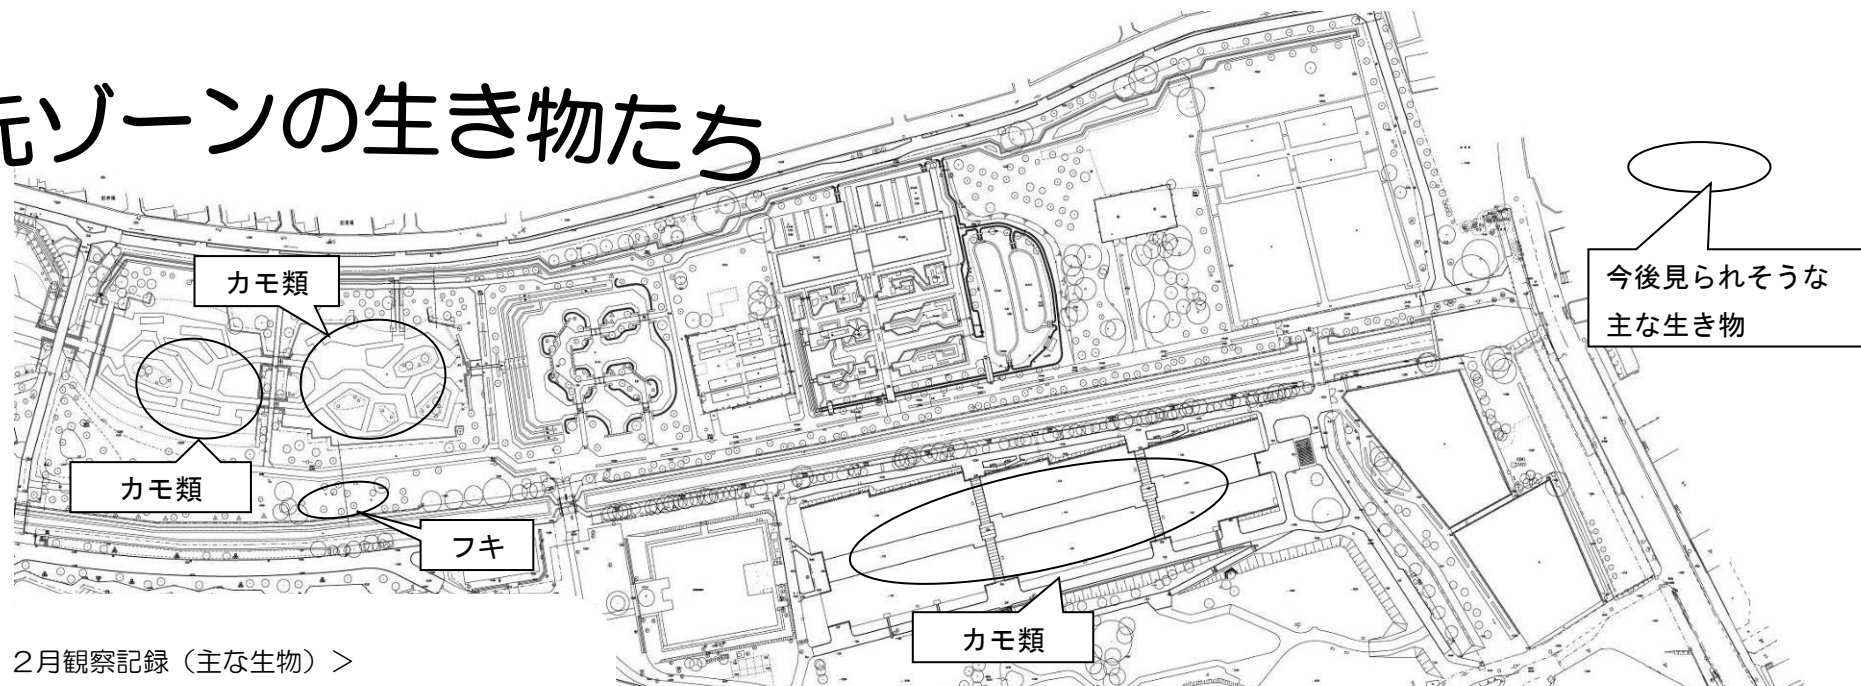 元ゾーンの生き物たち
カモ類
今後見られそうな
主な生き物
カモ類
フキ
カモ類
2月観察記録（主な生物）＞